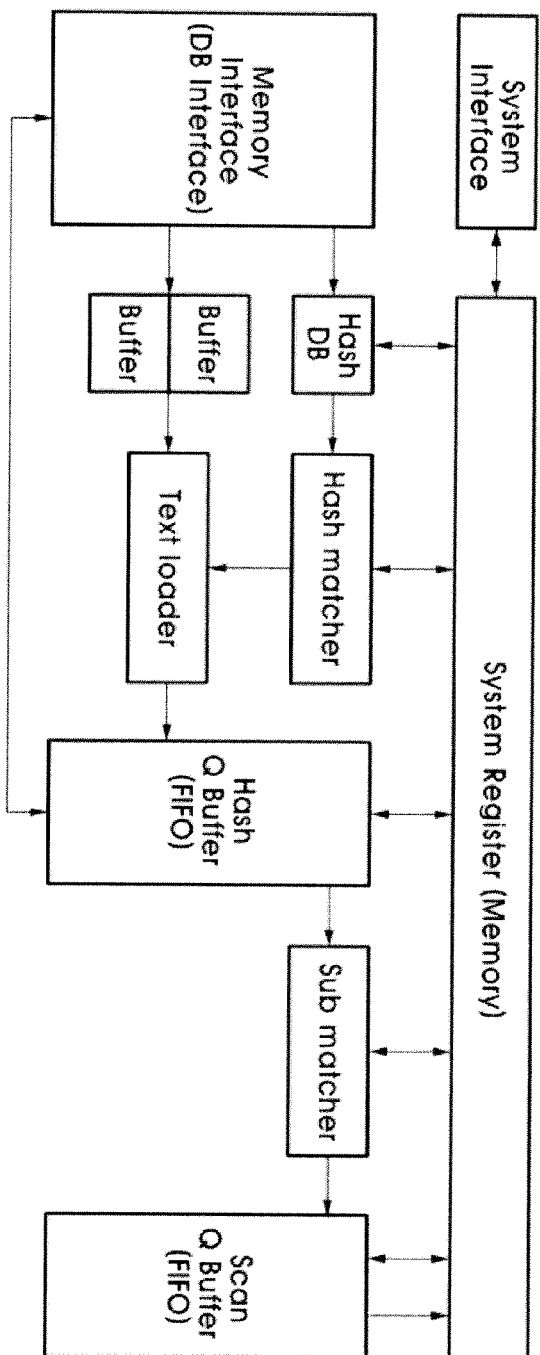 System
Interface
System Register (Memory)
Memory
Interface
(DB Interface)
Hash
DB
Buffer
Buffer
Hash matcher
Text loader
Hash
Q Buffer
(FIFO)
Sub matcher
Scan
Q Buffer
(FIFO)